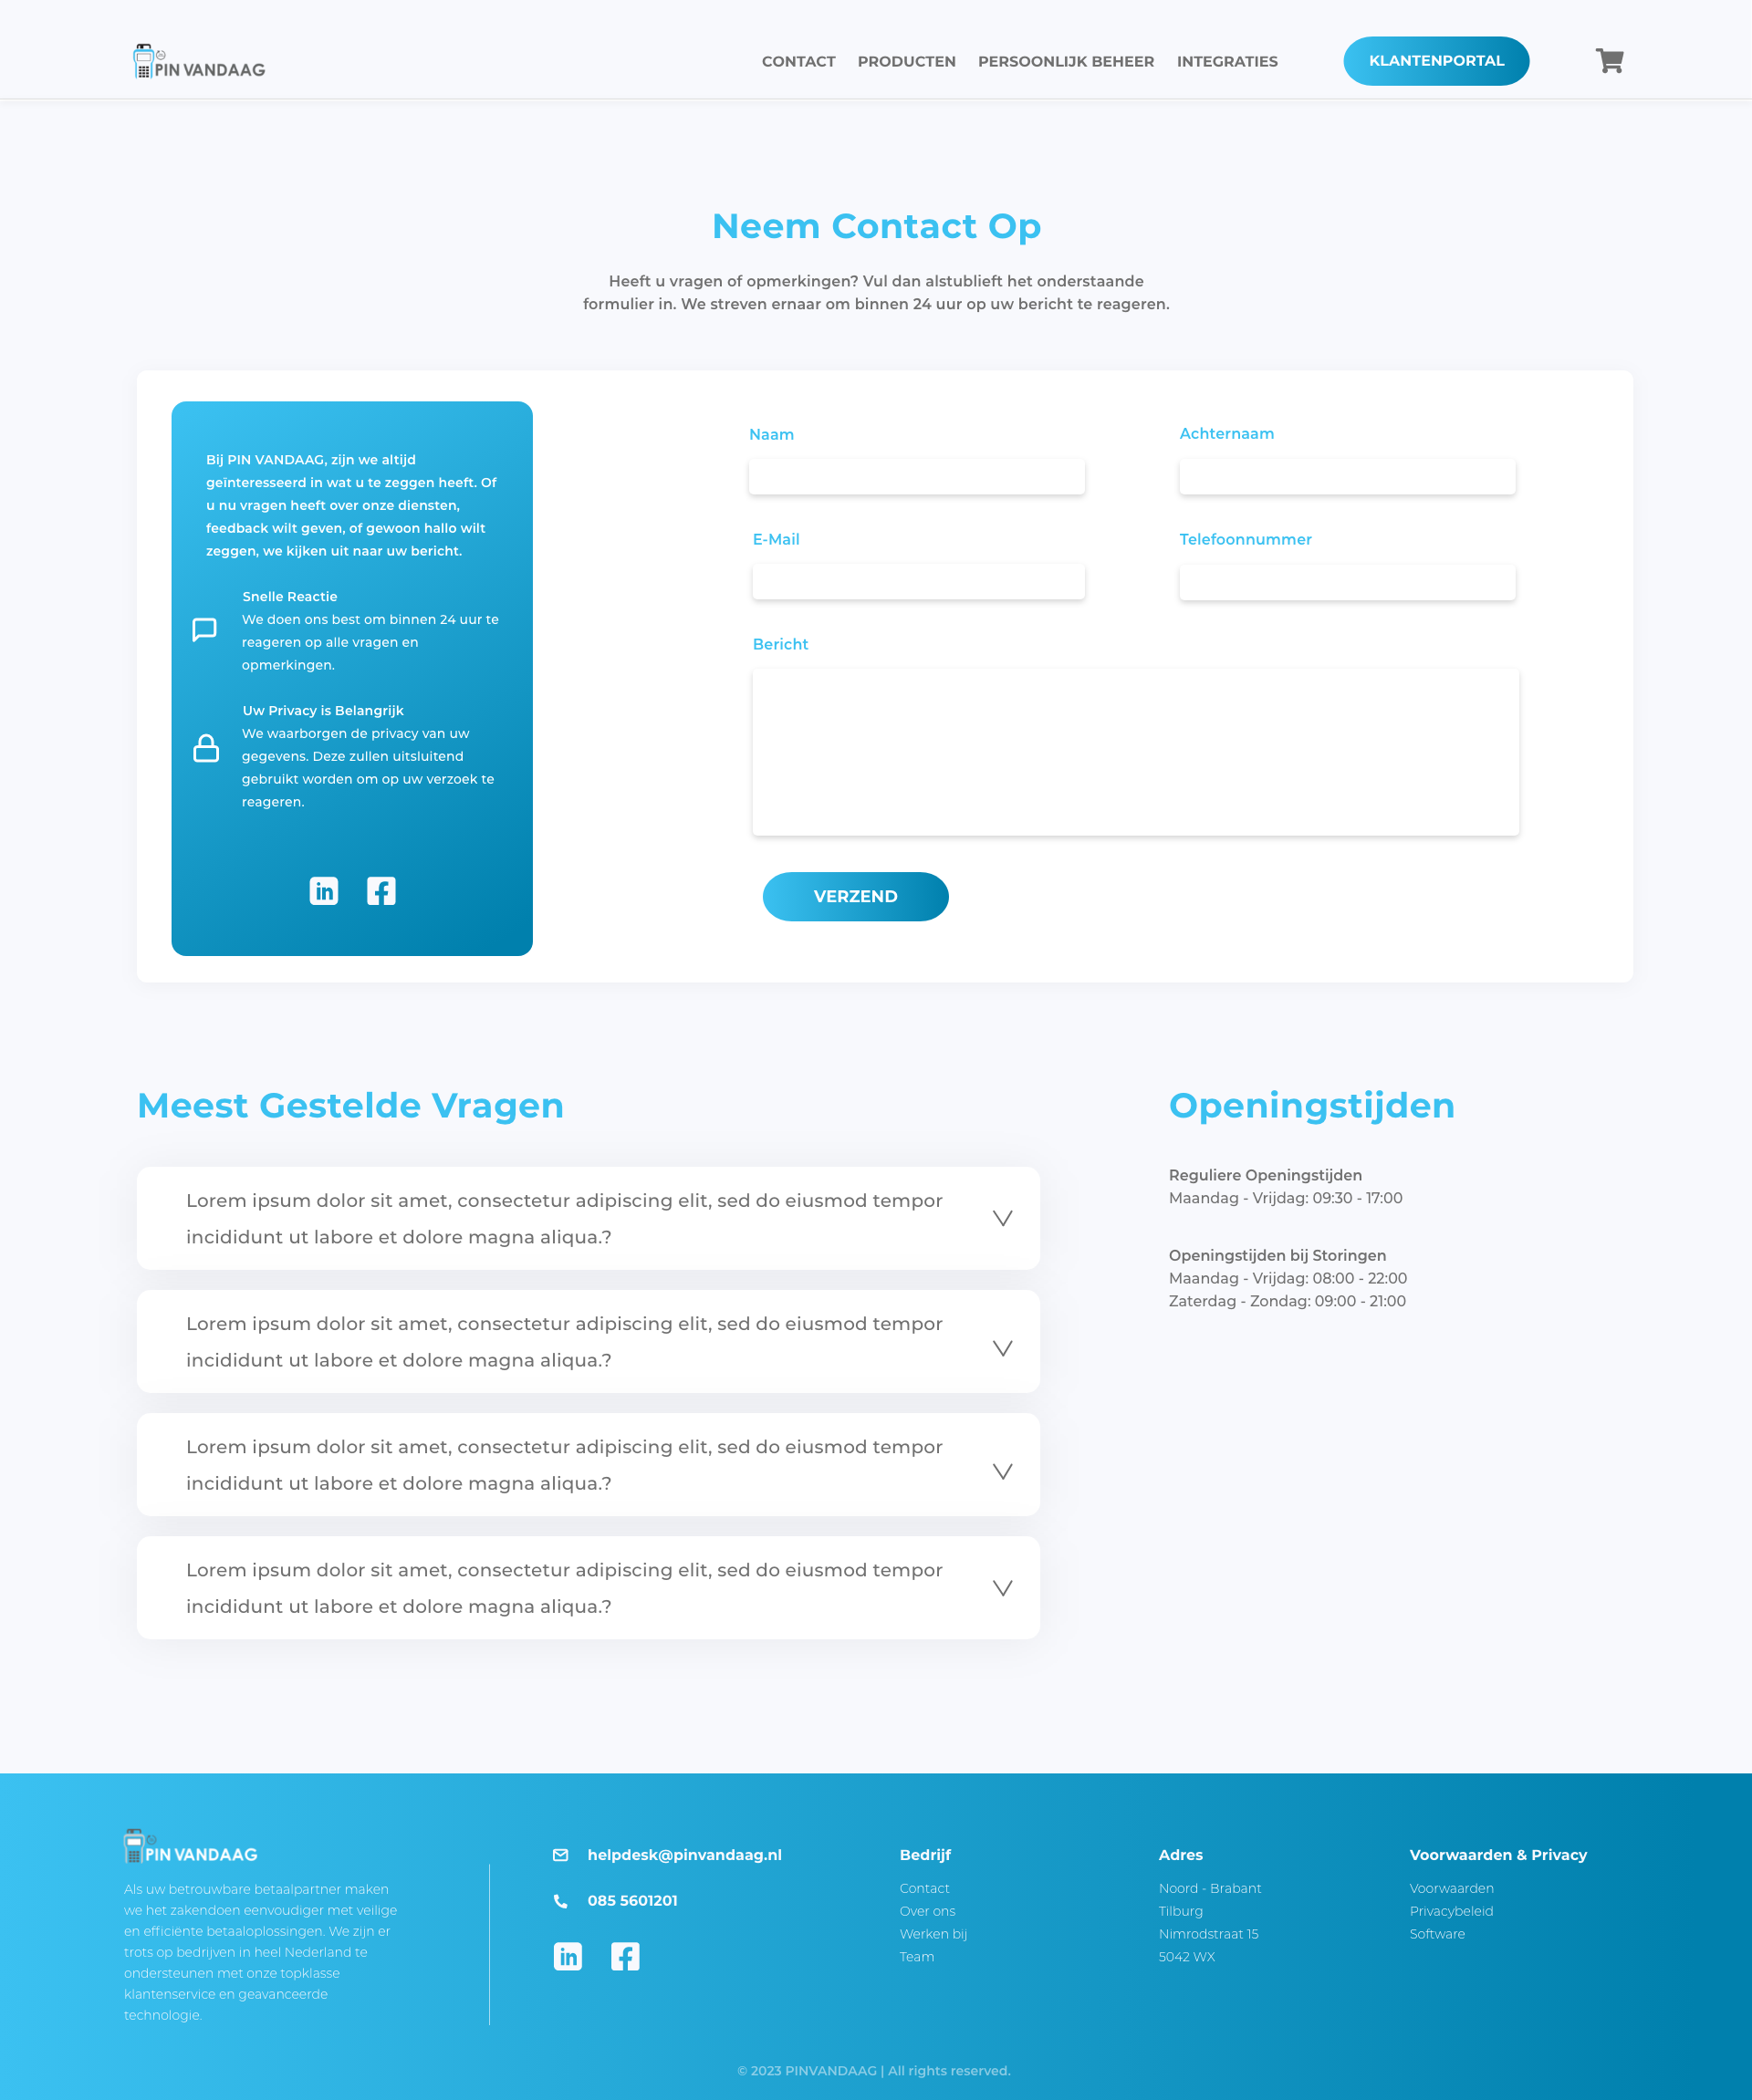 PIN VANDAAG
CONTACT
PRODUCTEN
PERSOONLIJK BEHEER
INTEGRATIES
KLANTENPORTAL
Neem Contact Op
Heeft u vragen of opmerkingen? Vul dan alstublieft het onderstaande
formulier in. We streven ernaar om binnen 24 uur op uw bericht te reageren.
Bij PIN VANDAAG, zijn we altijd
geïnteresseerd in wat u te zeggen heeft. Of
u nu vragen heeft over onze diensten,
feedback wilt geven, of gewoon hallo wilt
zeggen, we kijken uit naar uw bericht.
Snelle Reactie
We doen ons best om binnen 24 uur te
reageren op alle vragen en
opmerkingen.
Uw Privacy is Belangrijk
We waarborgen de privacy van uw
gegevens. Deze zullen uitsluitend
gebruikt worden om op uw verzoek te
reageren.
Naam
Achternaam
E-Mail
Telefoonnummer
Bericht
VERZEND
Meest Gestelde Vragen
Lorem ipsum dolor sit amet, consectetur adipiscing elit, sed do eiusmod tempor
incididunt ut labore et dolore magna aliqua.?
Lorem ipsum dolor sit amet, consectetur adipiscing elit, sed do eiusmod tempor
incididunt ut labore et dolore magna aliqua.?
Lorem ipsum dolor sit amet, consectetur adipiscing elit, sed do eiusmod tempor
incididunt ut labore et dolore magna aliqua.?
Lorem ipsum dolor sit amet, consectetur adipiscing elit, sed do eiusmod tempor
incididunt ut labore et dolore magna aliqua.?
Openingstijden
Reguliere Openingstijden
Maandag - Vrijdag: 09:30 - 17:00
Openingstijden bij Storingen
Maandag - Vrijdag: 08:00 - 22:00
Zaterdag - Zondag: 09:00 - 21:00
PIN VANDAAG
Als uw betrouwbare betaalpartner maken
we het zakendoen eenvoudiger met veilige
en efficiënte betaaloplossingen. We zijn er
trots op bedrijven in heel Nederland te
ondersteunen met onze topklasse
klantenservice en geavanceerde
technologie.
helpdesk@pinvandaag.nl
085 5601201
Bedrijf
Contact
Over ons
Werken bij
Team
Adres
Noord - Brabant
Tilburg
Nimrodstraat 15
5042 WX
Voorwaarden & Privacy
Voorwaarden
Privacybeleid
Software
© 2023 PINVANDAAG | All rights reserved.